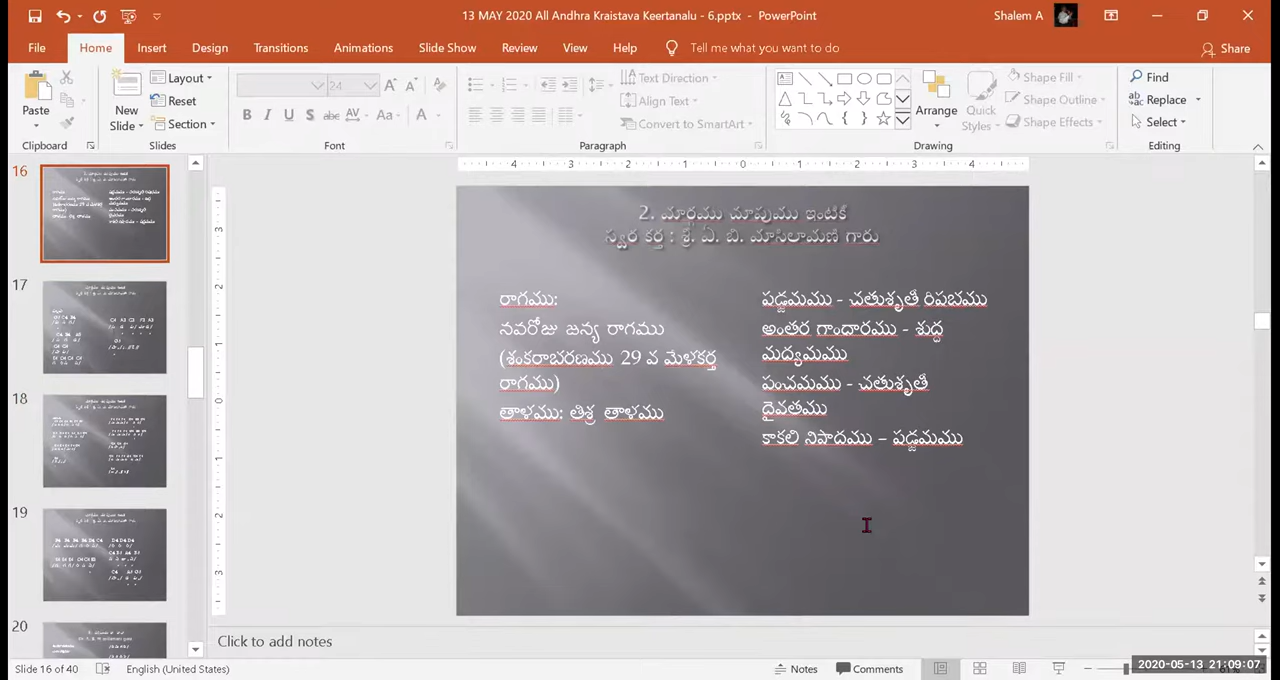 13 MAY 2020 All Andhra Kraistava Keertanalu - 6.pptx - PowerPoint
Shalem A
File Home Insert Design Transitions Animations Slide Show Review View Help Tell me what you want to do Share
Paste
New Slide
Layout
Reset
Section
24
B I U S abc AV Aa A
Text Direction
Align Text
Convert to SmartArt
Arrange
Quick Styles
Shape Fill
Shape Outline
Shape Effects
Find
Replace
Select
Clipboard Slides Font Paragraph Drawing Editing
16
17
18
19
20
2. మార్గము చూపుము ఇంటికి
స్వర కర్త : శ్రీ. ఏ. బి. మాసిలామణి గారు
రాగము:
నవరోజు జన్య రాగము
(శంకరాభరణము 29 వ మేళకర్త
రాగము)
తాళము: తిశ్ర తాళము
షడ్జమము - చతుశృతి రిషభము
అంతర గాంధారము - శుద్ధ
మధ్యమము
పంచమము - చతుశృతి
దైవతము
కాకలి నిషాదము – షడ్జమము
Click to add notes
Slide 16 of 40 English (United States) Notes Comments
2020-05-13 21:09:07